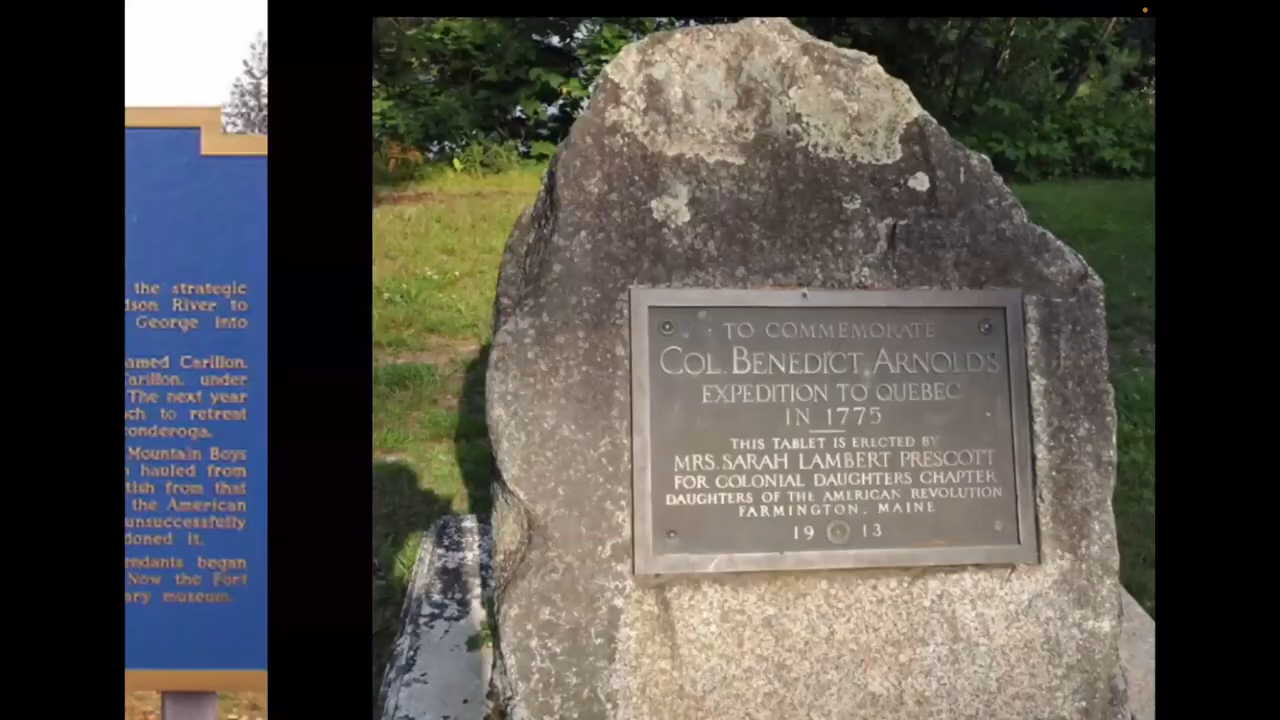 the strategic
dson River to
George into
amed Carillon.
arillon, under
The next year
ch to retreat
conderoga.
Mountain Boys
hauled from
tish from that
the American
unsuccessfully
doned it.
endants began
Now the Fort
ary museum.
TO COMMEMORATE
COL. BENEDICT ARNOLD'S
EXPEDITION TO QUEBEC
IN 1775
THIS TABLET IS ERECTED BY
MRS. SARAH LAMBERT PRESCOTT
FOR COLONIAL DAUGHTERS CHAPTER
DAUGHTERS OF THE AMERICAN REVOLUTION
FARMINGTON, MAINE
19 13